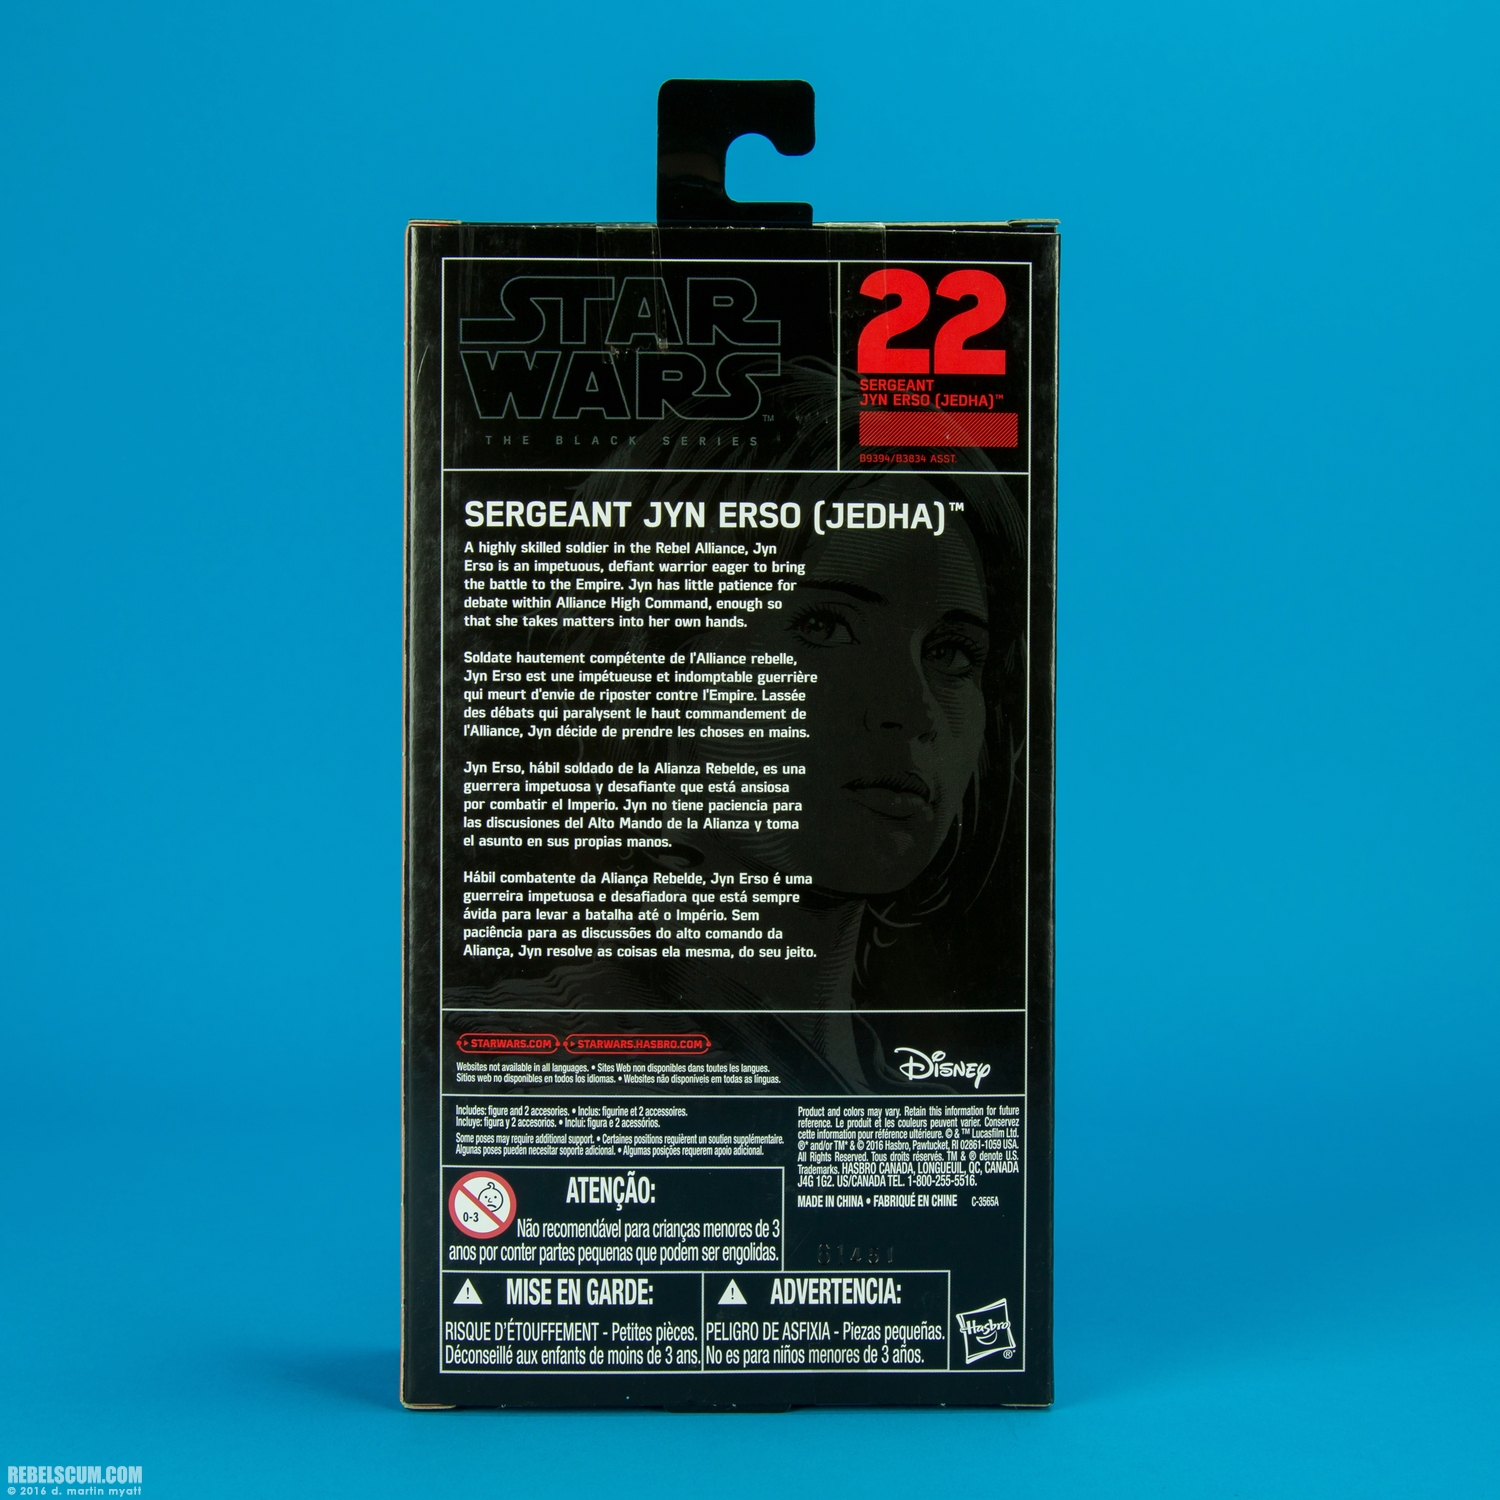 STAR
WARS™
THE BLACK SERIES
22
SERGEANT
JYN ERSO (JEDHA)™
B9394/B3834 ASST
SERGEANT JYN ERSO (JEDHA)™
A highly skilled soldier in the Rebel Alliance, Jyn
Erso is an impetuous, defiant warrior eager to bring
the battle to the Empire. Jyn has little patience for
debate within Alliance High Command, enough so
that she takes matters into her own hands.
Soldate hautement compétente de l'Alliance rebelle,
Jyn Erso est une impétueuse et indomptable guerrière
qui meurt d'envie de riposter contre l'Empire. Lassée
des débats qui paralysent le haut commandement de
l'Alliance, Jyn décide de prendre les choses en mains.
Jyn Erso, hábil soldado de la Alianza Rebelde, es una
guerrera impetuosa y desafiante que está ansiosa
por combatir el Imperio. Jyn no tiene paciencia para
las discusiones del Alto Mando de la Alianza y toma
el asunto en sus propias manos.
Hábil combatente da Aliança Rebelde, Jyn Erso é uma
guerreira impetuosa e desafiadora que está sempre
ávida para levar a batalha até o Império. Sem
paciência para as discussões do alto comando da
Aliança, Jyn resolve as coisas ela mesma, do seu jeito.
STARWARS.COM STARWARS.HASBRO.COM
Websites not available in all languages. • Sites Web non disponibles dans toutes les langues.
Sitios web no disponibles en todos los idiomas. • Websites não disponíveis em todas as línguas.
Disney
Includes: figure and 2 accesories. • Inclus: figurine et 2 accessoires.
Incluye: figura y 2 accesorios. • Inclui: figura e 2 acessórios.
Some poses may require additional support. • Certaines positions requièrent un soutien supplémentaire.
Algunas poses pueden necesitar soporte adicional. • Algumas posições requerem apoio adicional.
Product and colors may vary. Retain this information for future
reference. Le produit et les couleurs peuvent varier. Conservez
cette information pour référence ultérieure. © & ™ Lucasfilm Ltd.
®* and/or TM* & © 2016 Hasbro, Pawtucket, RI 02861-1059 USA.
All Rights Reserved. Tous droits réservés. TM & ® denote U.S.
Trademarks. HASBRO CANADA, LONGUEUIL, QC, CANADA
J4G 1G2. US/CANADA TEL. 1-800-255-5516.
MADE IN CHINA • FABRIQUÉ EN CHINE C-3565A
0-3
ATENÇÃO:
Não recomendável para crianças menores de 3
anos por conter partes pequenas que podem ser engolidas.
MISE EN GARDE:
RISQUE D'ÉTOUFFEMENT - Petites pièces.
Déconseillé aux enfants de moins de 3 ans.
ADVERTENCIA:
PELIGRO DE ASFIXIA - Piezas pequeñas.
No es para niños menores de 3 años.
Hasbro®
REBELSCUM.COM
© 2016 d. martin myatt